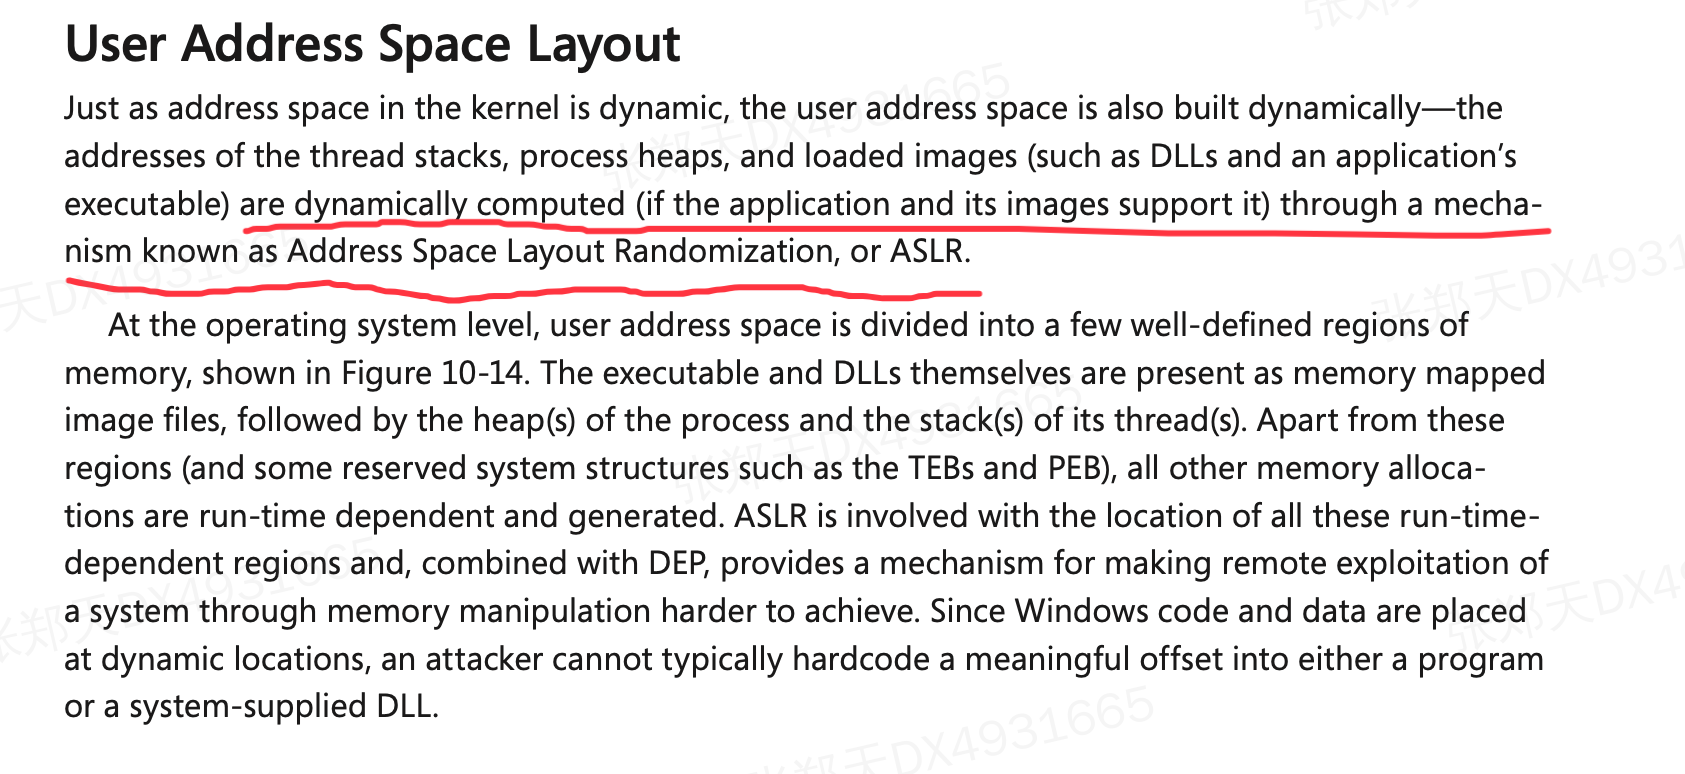 User Address Space Layout
Just as address space in the kernel is dynamic, the user address space is also built dynamically—the
addresses of the thread stacks, process heaps, and loaded images (such as DLLs and an application’s
executable) are dynamically computed (if the application and its images support it) through a mecha-
nism known as Address Space Layout Randomization, or ASLR.
At the operating system level, user address space is divided into a few well-defined regions of
memory, shown in Figure 10-14. The executable and DLLs themselves are present as memory mapped
image files, followed by the heap(s) of the process and the stack(s) of its thread(s). Apart from these
regions (and some reserved system structures such as the TEBs and PEB), all other memory alloca-
tions are run-time dependent and generated. ASLR is involved with the location of all these run-time-
dependent regions and, combined with DEP, provides a mechanism for making remote exploitation of
a system through memory manipulation harder to achieve. Since Windows code and data are placed
at dynamic locations, an attacker cannot typically hardcode a meaningful offset into either a program
or a system-supplied DLL.
张郑天DX4931665